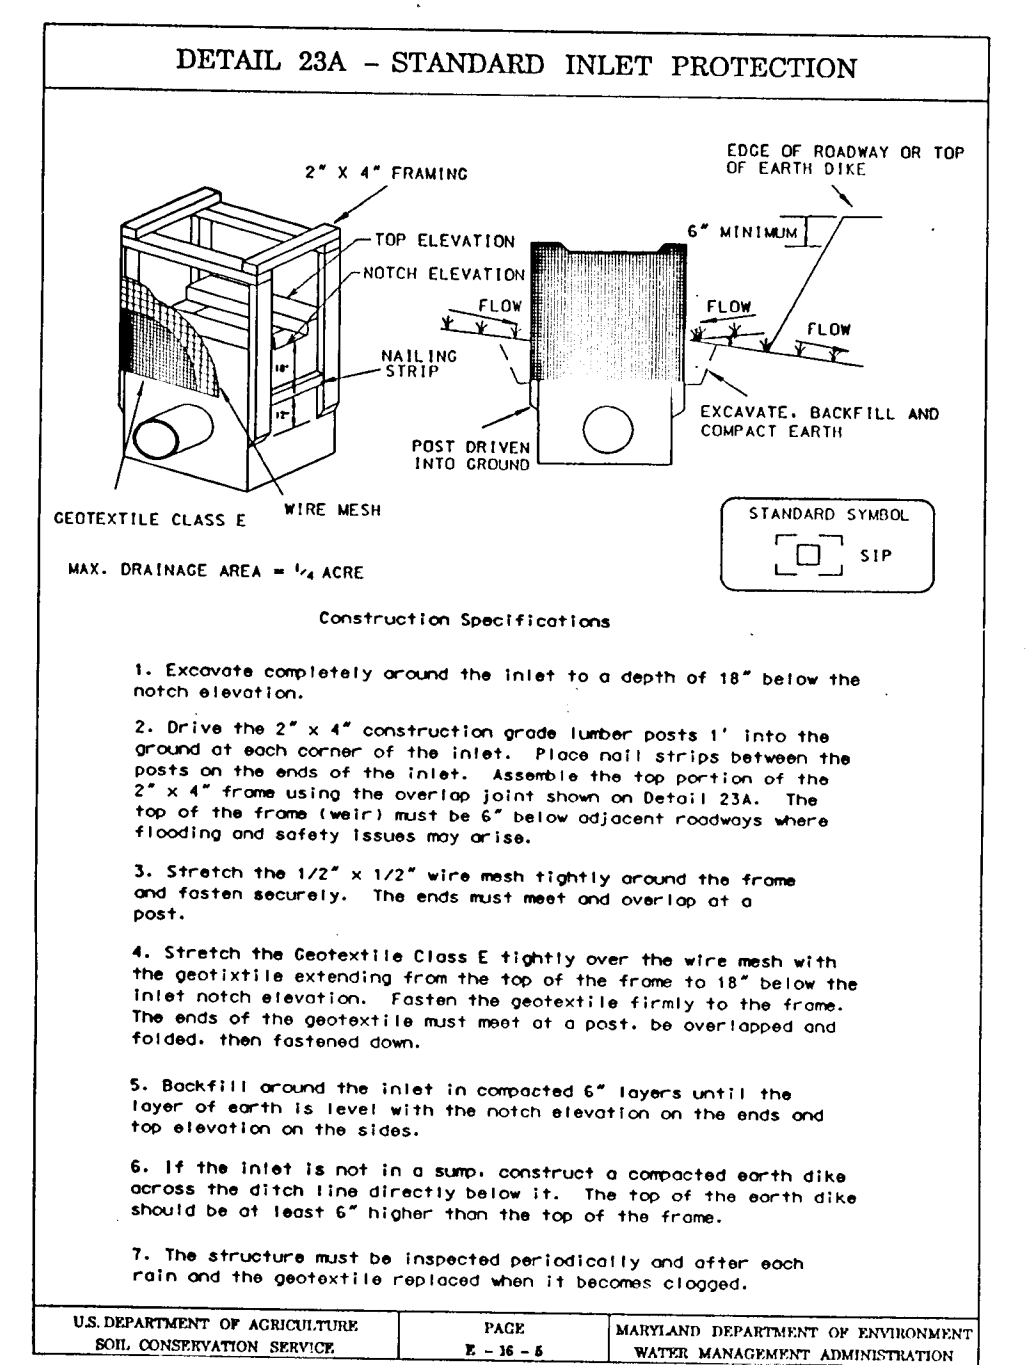 DETAIL 23A - STANDARD INLET PROTECTION
EDGE OF ROADWAY OR TOP
OF EARTH DIKE
2" X 4" FRAMING
6" MINIMUM
TOP ELEVATION
NOTCH ELEVATION
FLOW
FLOW
FLOW
NAILING
STRIP
18"
12"
EXCAVATE. BACKFILL AND
COMPACT EARTH
POST DRIVEN
INTO GROUND
WIRE MESH
GEOTEXTILE CLASS E
STANDARD SYMBOL
SIP
MAX. DRAINAGE AREA = 1/4 ACRE
Construction Specifications
1. Excavate completely around the inlet to a depth of 18" below the
notch elevation.
2. Drive the 2" x 4" construction grade lumber posts 1' into the
ground at each corner of the inlet. Place nail strips between the
posts on the ends of the inlet. Assemble the top portion of the
2" x 4" frame using the overlap joint shown on Detail 23A. The
top of the frame (weir) must be 6" below adjacent roadways where
flooding and safety issues may arise.
3. Stretch the 1/2" x 1/2" wire mesh tightly around the frame
and fasten securely. The ends must meet and overlap at a
post.
4. Stretch the Geotextile Class E tightly over the wire mesh with
the geotixtile extending from the top of the frame to 18" below the
inlet notch elevation. Fasten the geotextile firmly to the frame.
The ends of the geotextile must meet at a post. be overlapped and
folded. then fastened down.
5. Backfill around the inlet in compacted 6" layers until the
layer of earth is level with the notch elevation on the ends and
top elevation on the sides.
6. If the inlet is not in a sump. construct a compacted earth dike
across the ditch line directly below it. The top of the earth dike
should be at least 6" higher than the top of the frame.
7. The structure must be inspected periodically and after each
rain and the geotextile replaced when it becomes clogged.
U.S. DEPARTMENT OF AGRICULTURE
SOIL CONSERVATION SERVICE
PAGE
E - 16 - 5
MARYLAND DEPARTMENT OF ENVIRONMENT
WATER MANAGEMENT ADMINISTRATION